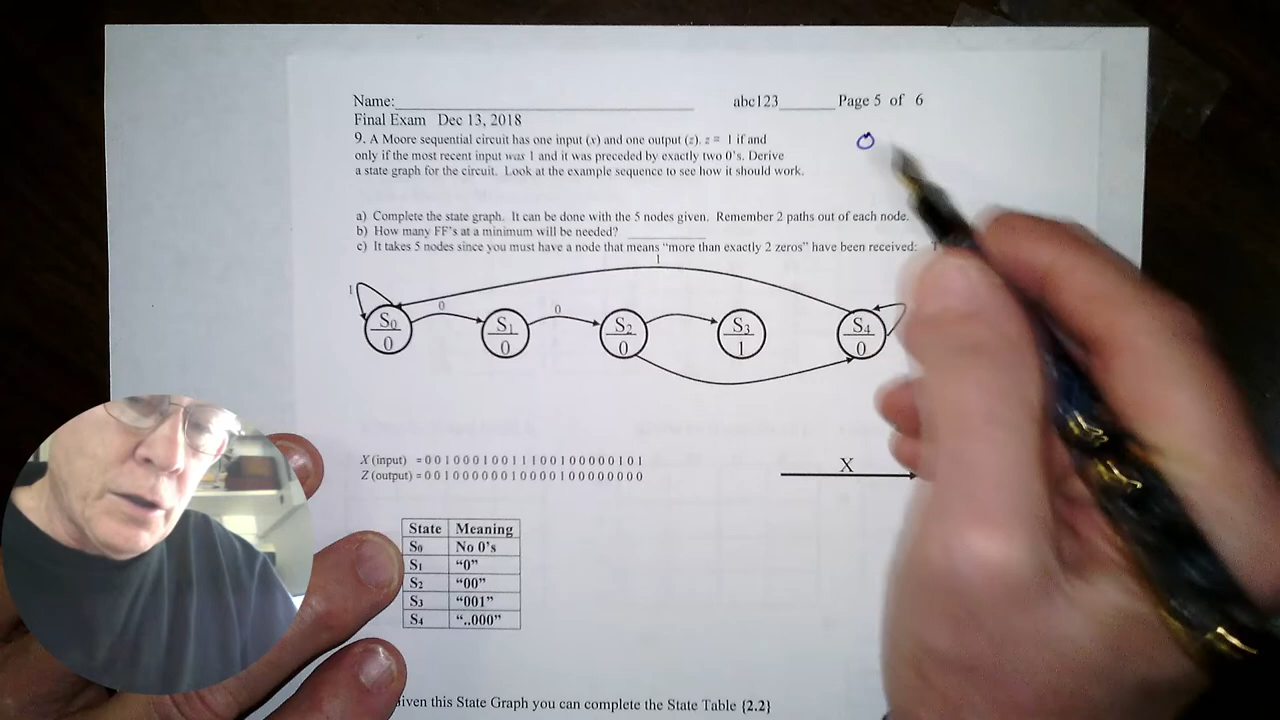 Name:____________ abc123______ Page 5 of 6
Final Exam Dec 13, 2018
9. A Moore sequential circuit has one input (x) and one output (z). z = 1 if and
only if the most recent input was 1 and it was preceded by exactly two 0's. Derive
a state graph for the circuit. Look at the example sequence to see how it should work.
a) Complete the state graph. It can be done with the 5 nodes given. Remember 2 paths out of each node.
b) How many FF's at a minimum will be needed? ________
c) It takes 5 nodes since you must have a node that means “more than exactly 2 zeros” have been received:
1
1 0 0
S0 S1 S2 S3 S4
0 0 0 1 0
X (input) = 0 0 1 0 0 0 1 0 0 1 1 1 0 0 1 0 0 0 0 0 1 0 1
Z (output) = 0 0 1 0 0 0 0 0 0 1 0 0 0 0 1 0 0 0 0 0 0 0 0
X
State Meaning
S0 No 0's
S1 “0”
S2 “00”
S3 “001”
S4 “..000”
this State Graph you can complete the State Table {2.2}